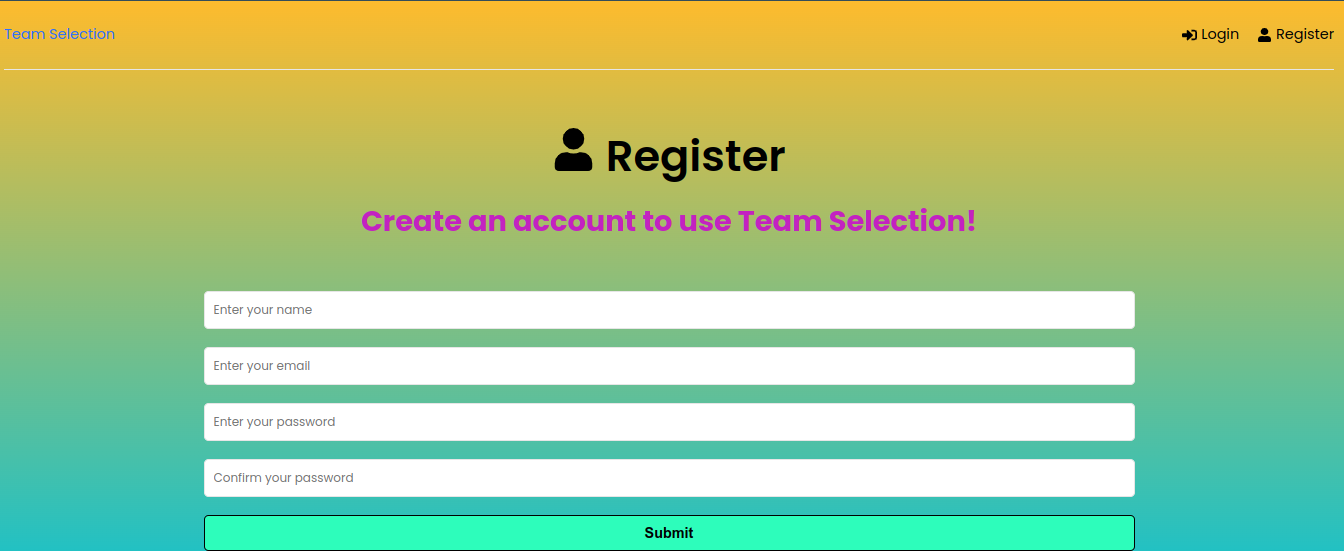 Team Selection
Login
Register
Register
Create an account to use Team Selection!
Enter your name
Enter your email
Enter your password
Confirm your password
Submit